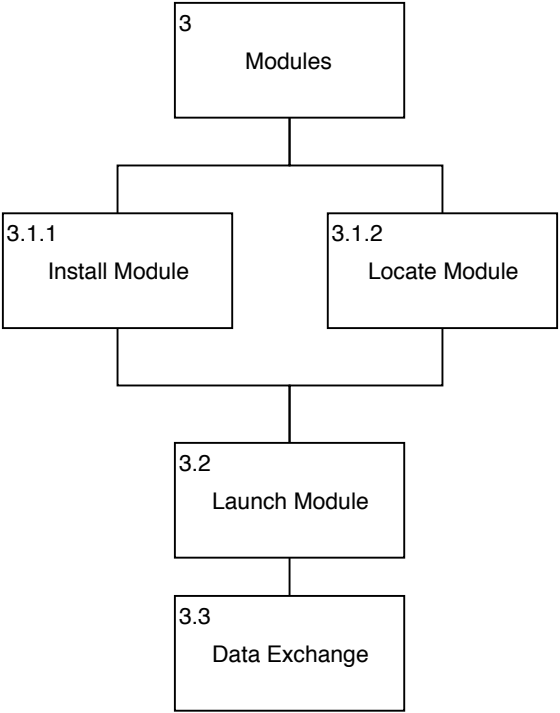 3
Modules
3.1.1
Install Module
3.1.2
Locate Module
3.2
Launch Module
3.3
Data Exchange